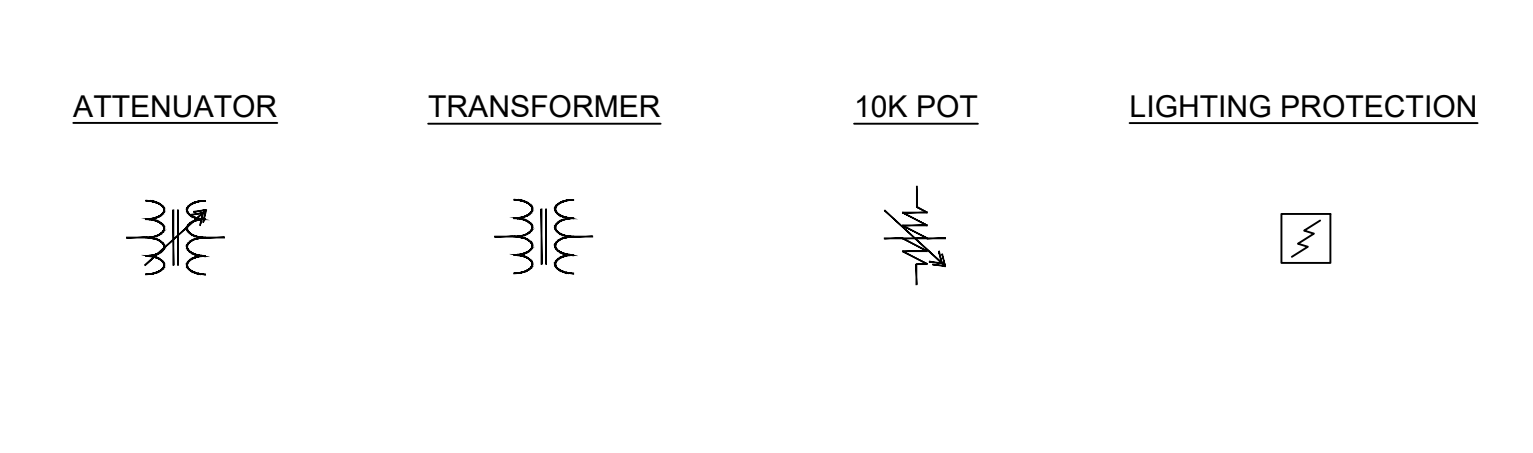 ATTENUATOR
TRANSFORMER
10K POT
LIGHTING PROTECTION